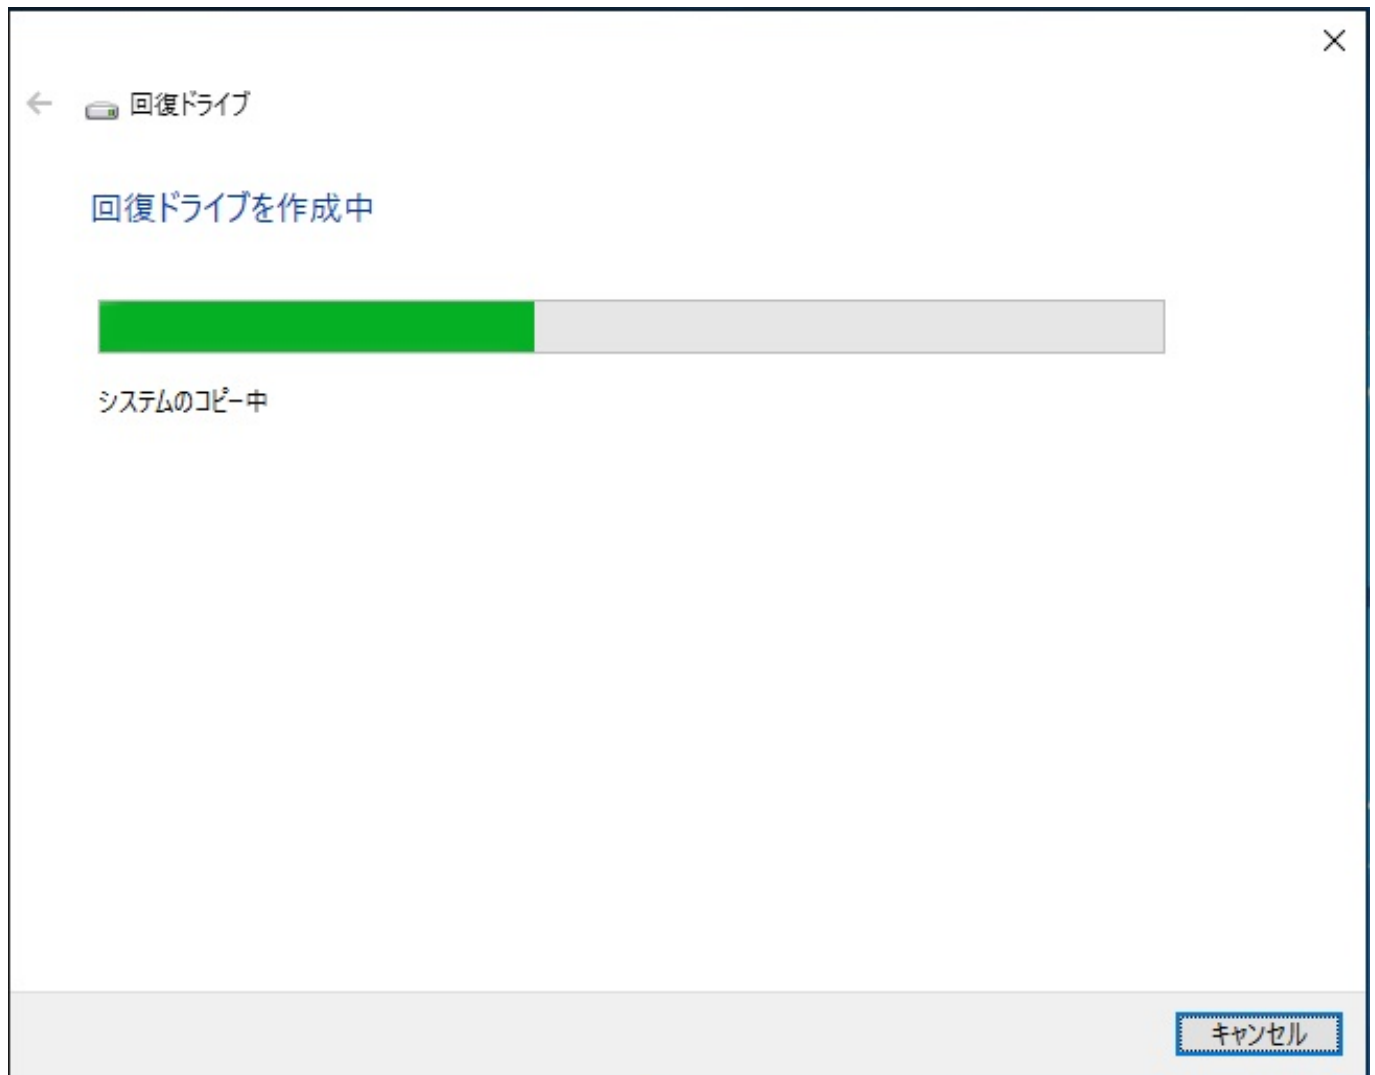 回復ドライブ
回復ドライブを作成中
システムのコピー中
キャンセル